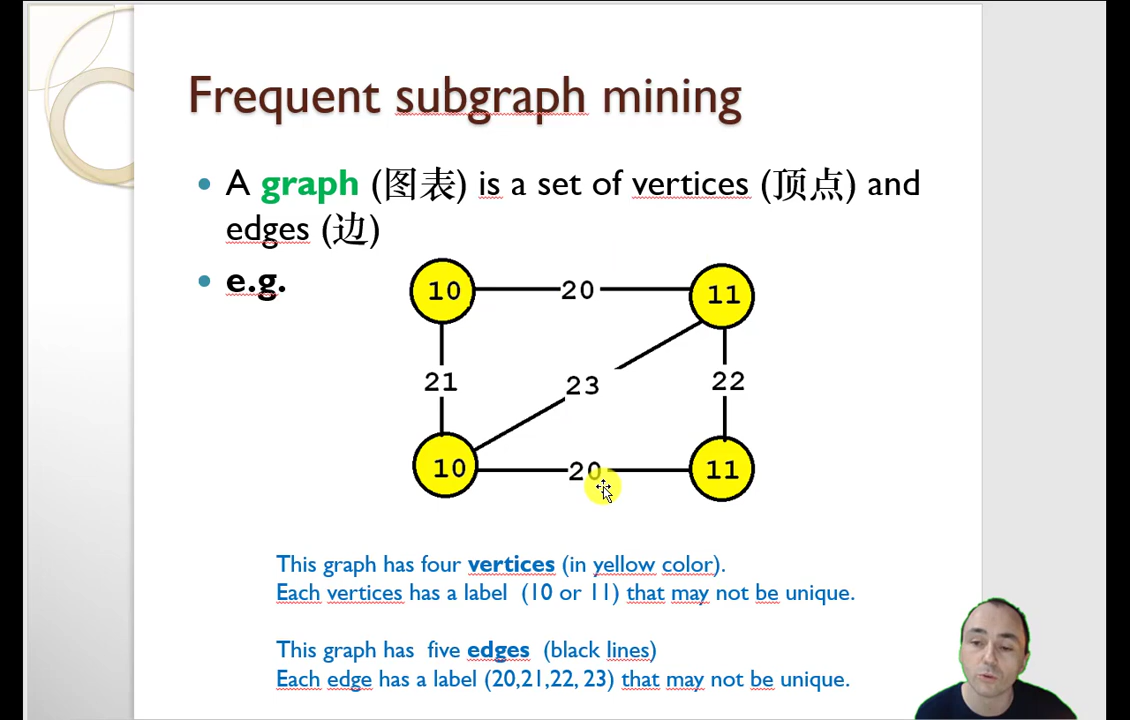 Frequent subgraph mining
A graph (图表) is a set of vertices (顶点) and
edges (边)
e.g.
10 20 11
21 23 22
10 20 11
This graph has four vertices (in yellow color).
Each vertices has a label (10 or 11) that may not be unique.
This graph has five edges (black lines)
Each edge has a label (20,21,22, 23) that may not be unique.